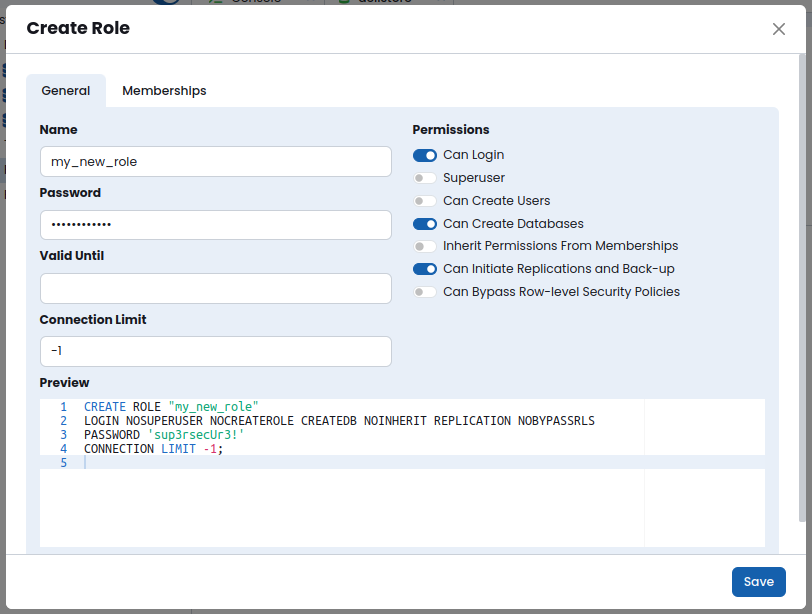 Create Role
General
Memberships
Name
my_new_role
Password
••••••••••••
Valid Until
Connection Limit
-1
Permissions
Can Login
Superuser
Can Create Users
Can Create Databases
Inherit Permissions From Memberships
Can Initiate Replications and Back-up
Can Bypass Row-level Security Policies
Preview
1 CREATE ROLE "my_new_role"
2 LOGIN NOSUPERUSER NOCREATEROLE CREATEDB NOINHERIT REPLICATION NOBYPASSRLS
3 PASSWORD 'sup3rsecUr3!'
4 CONNECTION LIMIT -1;
5
Save